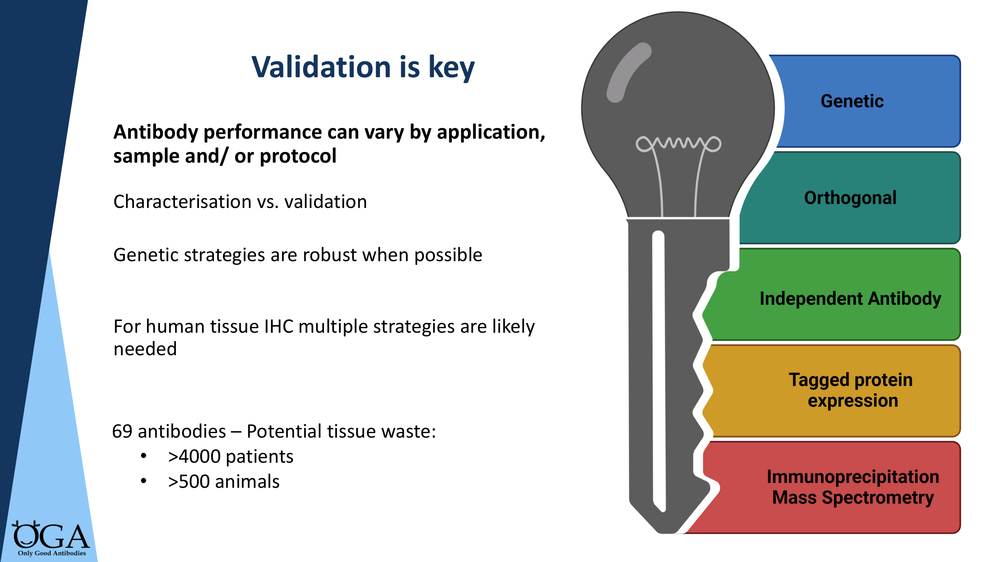 Validation is key
Antibody performance can vary by application,
sample and/ or protocol
Characterisation vs. validation
Genetic strategies are robust when possible
For human tissue IHC multiple strategies are likely
needed
69 antibodies – Potential tissue waste:
• >4000 patients
• >500 animals
Genetic
Orthogonal
Independent Antibody
Tagged protein
expression
Immunoprecipitation
Mass Spectrometry
OGA
Only Good Antibodies